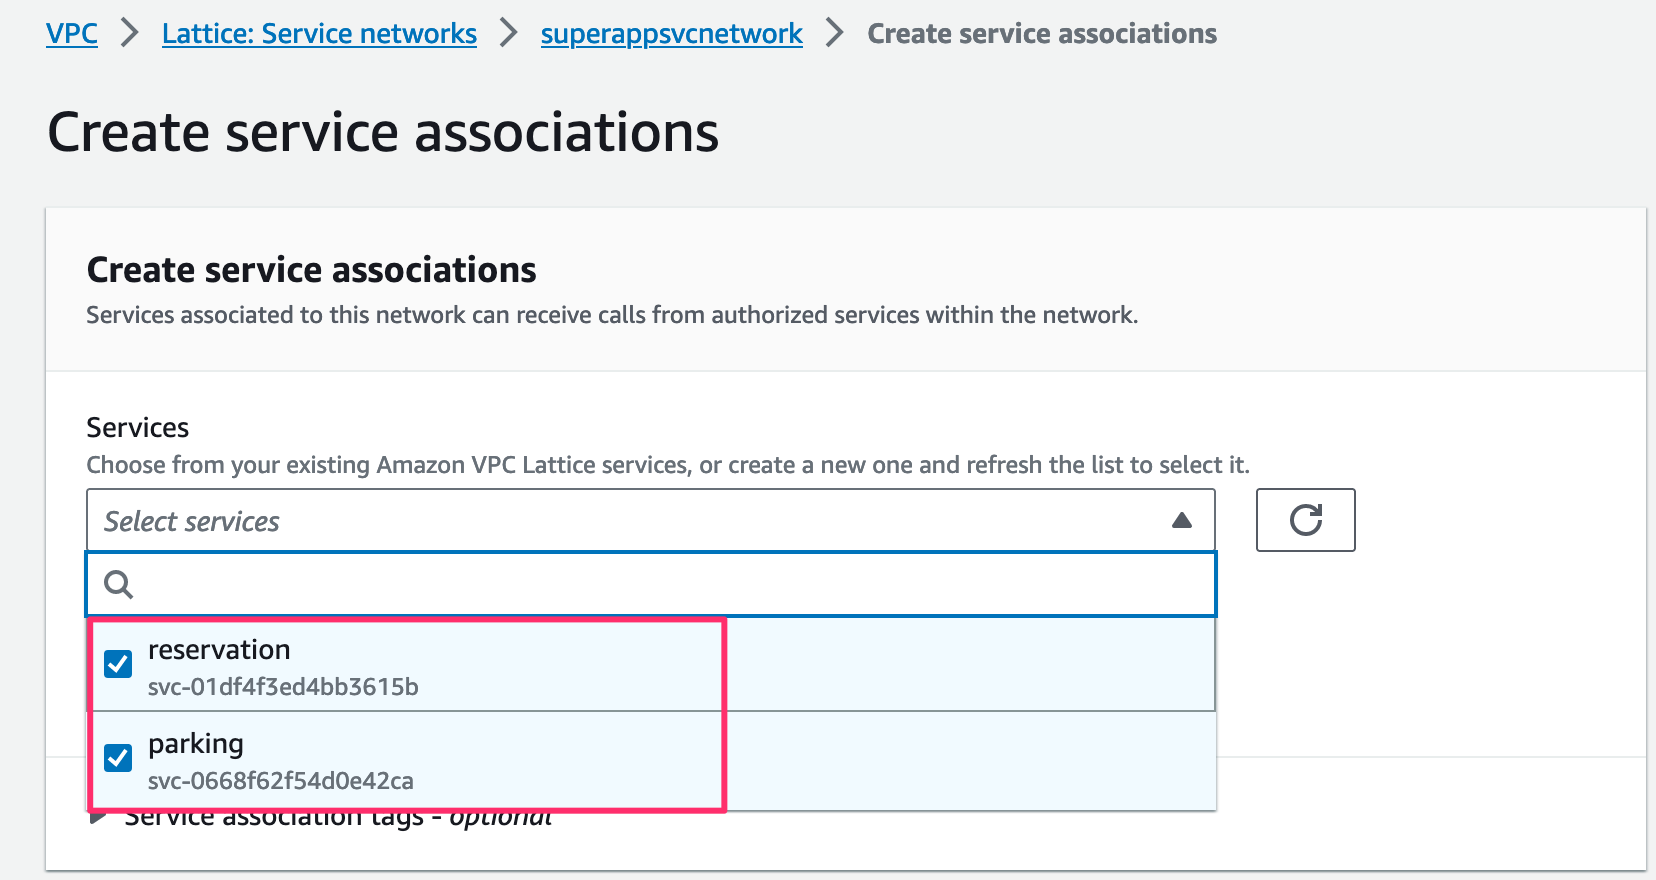 VPC > Lattice: Service networks > superappsvcnetwork > Create service associations
Create service associations
Create service associations
Services associated to this network can receive calls from authorized services within the network.
Services
Choose from your existing Amazon VPC Lattice services, or create a new one and refresh the list to select it.
Select services
reservation
svc-01df4f3ed4bb3615b
parking
svc-0668f62f54d0e42ca
Service association tags - optional